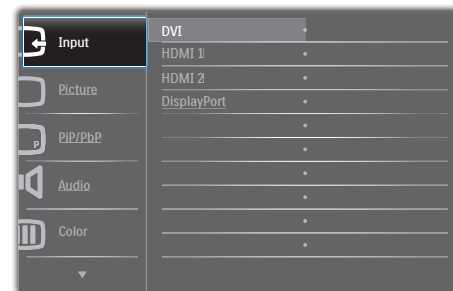 Input
Picture
PiP/PbP
P
Audio
Color
DVI
HDMI 1
HDMI 2
DisplayPort